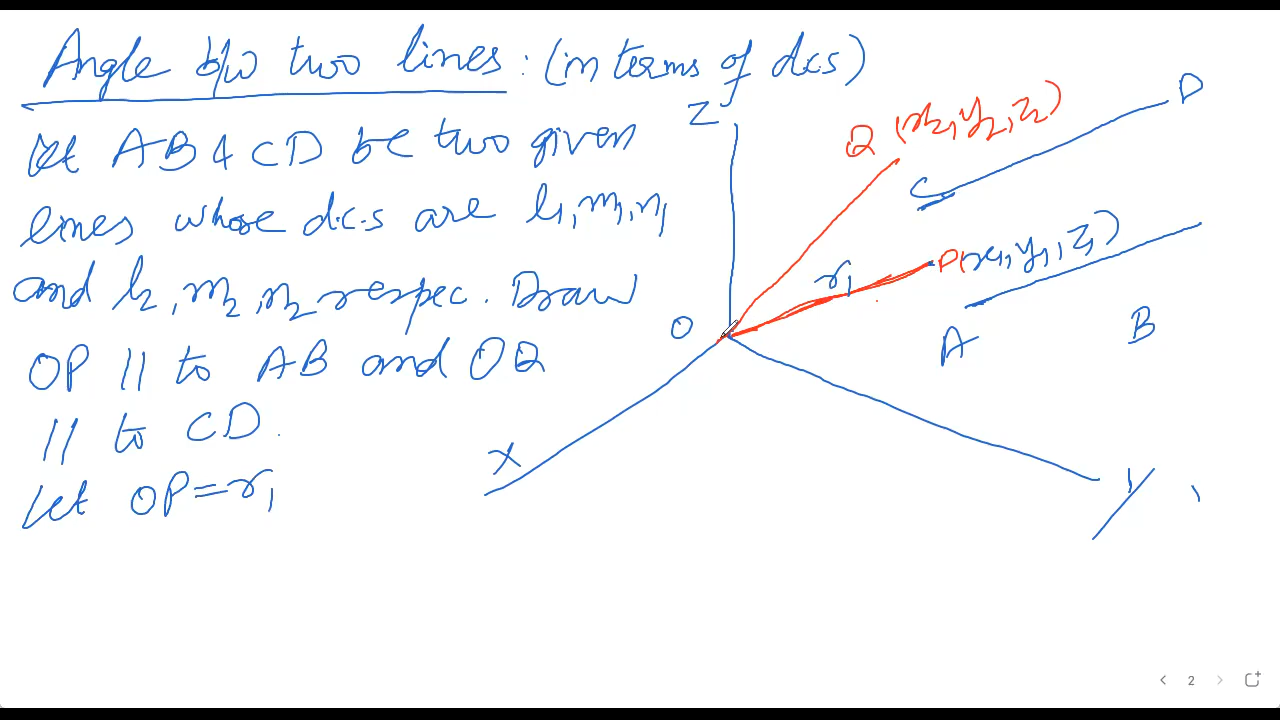 Angle b/w two lines: (in terms of dcs)
Let AB & CD be two given
lines whose d.c.s are l1, m1, n1
and l2, m2, n2 respec. Draw
OP || to AB and OQ
|| to CD.
Let OP = r1
Z
Q (x2, y2, z2)
D
C
r1
P(x1, y1, z1)
O
A
B
X
Y
2